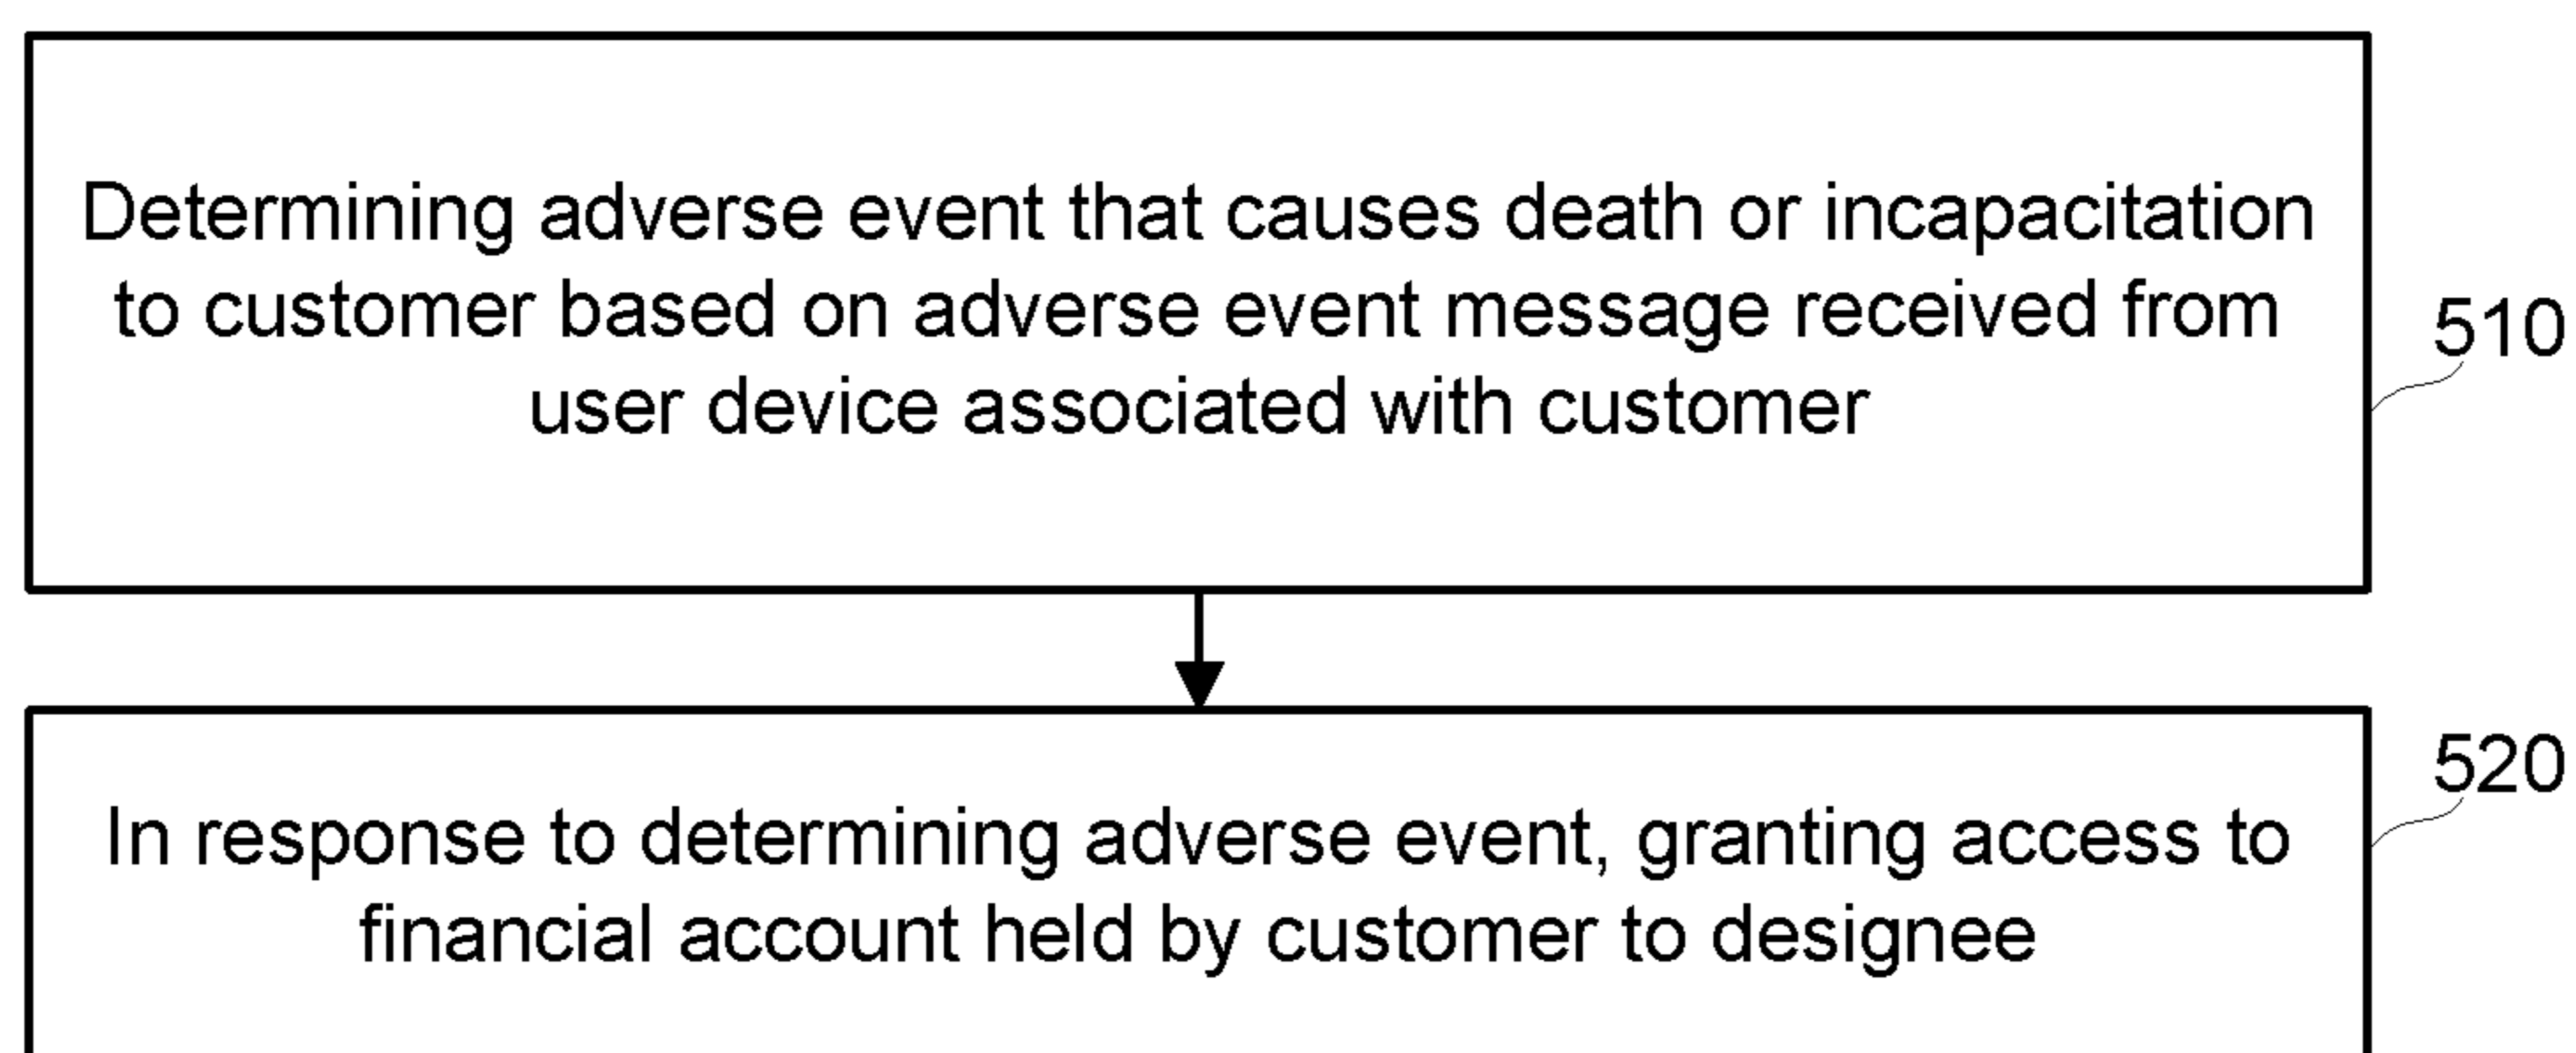 Determining adverse event that causes death or incapacitation
to customer based on adverse event message received from
user device associated with customer
510
520
In response to determining adverse event, granting access to
financial account held by customer to designee